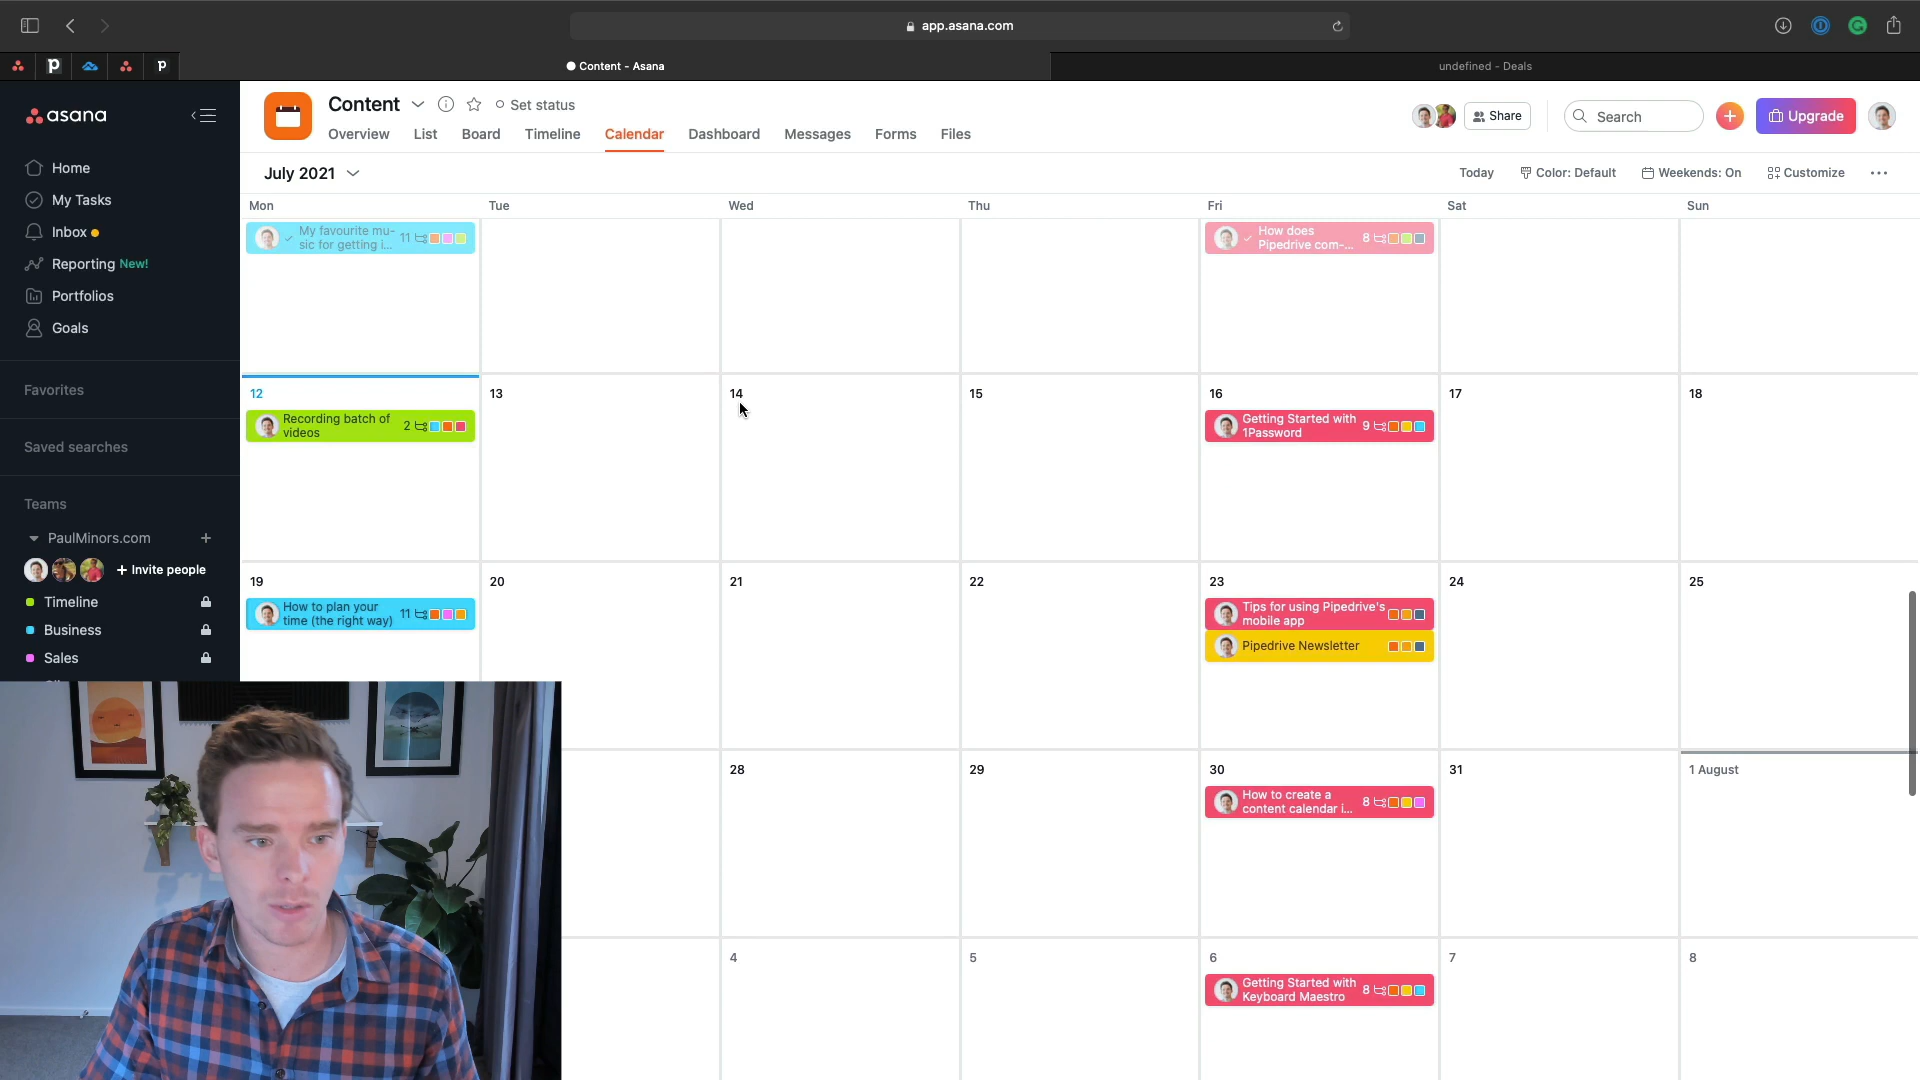 app.asana.com
Content - Asana
undefined - Deals
asana
Content
Set status
Overview
List
Board
Timeline
Calendar
Dashboard
Messages
Forms
Files
Share
Search
Upgrade
Home
My Tasks
Inbox
Reporting New!
Portfolios
Goals
Favorites
Saved searches
Teams
PaulMinors.com
+ Invite people
Timeline
Business
Sales
July 2021
Today
Color: Default
Weekends: On
Customize
Mon
Tue
Wed
Thu
Fri
Sat
Sun
My favourite mu-
sic for getting i...
11
How does
Pipedrive com-...
8
12
13
14
15
16
17
18
Recording batch of
videos
2
Getting Started with
1Password
9
19
20
21
22
23
24
25
How to plan your
time (the right way)
11
Tips for using Pipedrive's
mobile app
Pipedrive Newsletter
28
29
30
31
1 August
How to create a
content calendar i...
8
4
5
6
7
8
Getting Started with
Keyboard Maestro
8